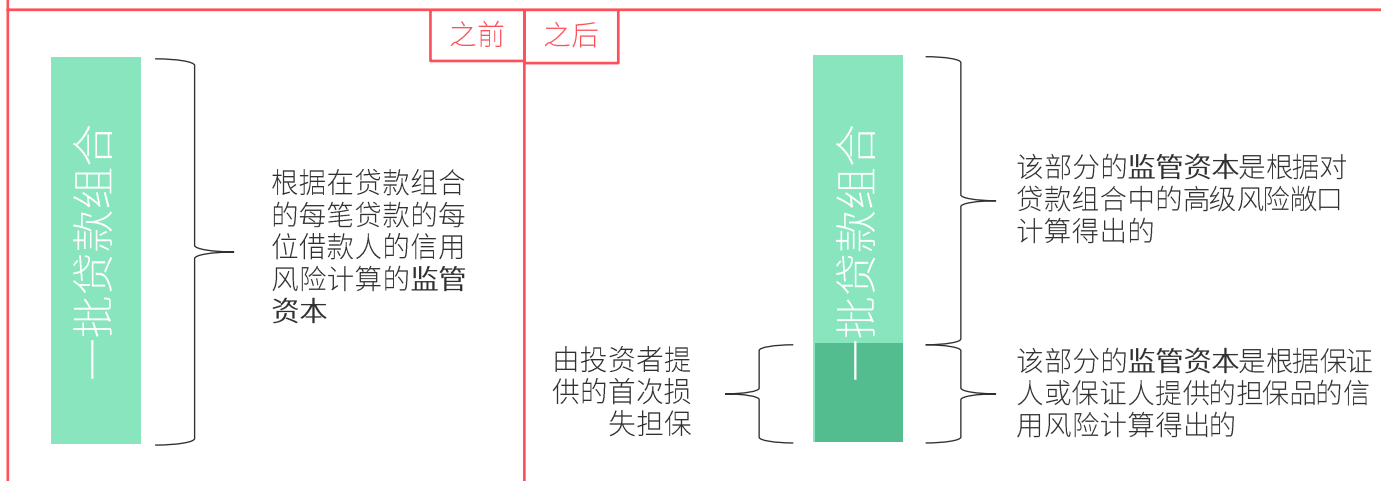 之前
一批贷款组合
根据在贷款组合
的每笔贷款的每
位借款人的信用
风险计算的监管
资本
之后
由投资者提
供的首次损
失担保
一批贷款组合
该部分的监管资本是根据对
贷款组合中的高级风险敞口
计算得出的
该部分的监管资本是根据保证
人或保证人提供的担保品的信
用风险计算得出的